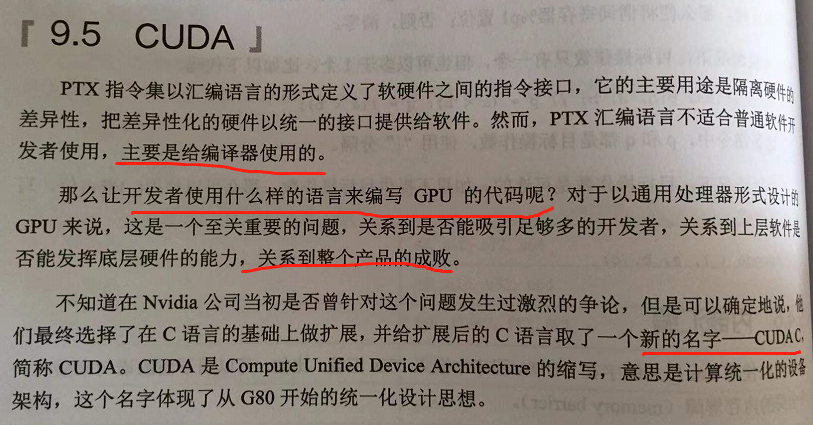 「 9.5 CUDA 」
PTX 指令集以汇编语言的形式定义了软硬件之间的指令接口，它的主要用途是隔离硬件的
差异性，把差异性化的硬件以统一的接口提供给软件。然而，PTX 汇编语言不适合普通软件开
发者使用，主要是给编译器使用的。
那么让开发者使用什么样的语言来编写 GPU 的代码呢？对于以通用处理器形式设计的
GPU 来说，这是一个至关重要的问题，关系到是否能吸引足够多的开发者，关系到上层软件是
否能发挥底层硬件的能力，关系到整个产品的成败。
不知道在 Nvidia 公司当初是否曾针对这个问题发生过激烈的争论，但是可以确定地说，他
们最终选择了在 C 语言的基础上做扩展，并给扩展后的 C 语言取了一个新的名字——CUDA C，
简称 CUDA。CUDA 是 Compute Unified Device Architecture 的缩写，意思是计算统一化的设备
架构，这个名字体现了从 G80 开始的统一化设计思想。